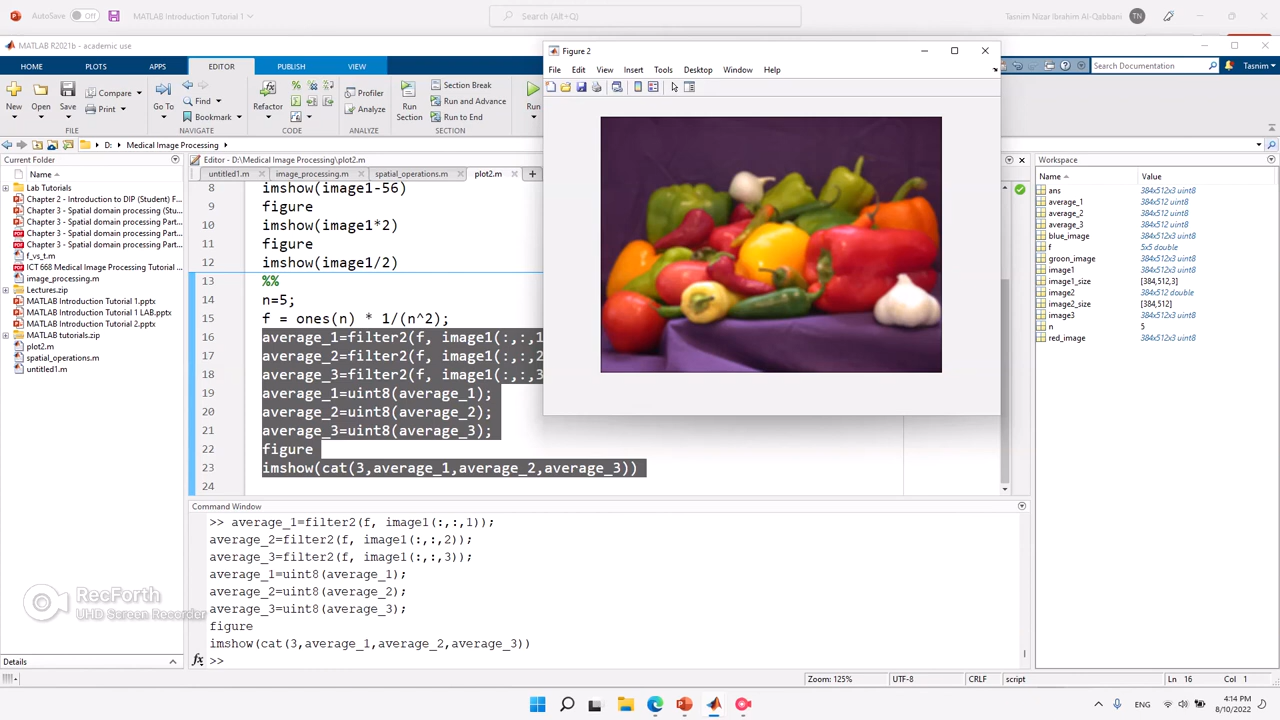 AutoSave Off MATLAB Introduction Tutorial 1 Search (Alt+Q) Tasnim Nizar Ibrahim Al-Qabbani TN
MATLAB R2021b - academic use
HOME PLOTS APPS EDITOR PUBLISH VIEW Search Documentation Tasnim
New Open Save Compare Print Go To Find Bookmark Refactor Profiler Analyze Run Section Section Break Run and Advance Run to End Run
FILE NAVIGATE CODE ANALYZE SECTION
D: Medical Image Processing
Current Folder
Name
Lab Tutorials
Chapter 2 - Introduction to DIP (Student) F...
Chapter 3 - Spatial domain processing (Stu...
Chapter 3 - Spatial domain processing Part...
Chapter 3 - Spatial domain processing Part...
f_vs_t.m
ICT 668 Medical Image Processing Tutorial ...
image_processing.m
Lectures.zip
MATLAB Introduction Tutorial 1.pptx
MATLAB Introduction Tutorial 1 LAB.pptx
MATLAB Introduction Tutorial 2.pptx
MATLAB tutorials.zip
plot2.m
spatial_operations.m
untitled1.m
Details
Editor - D:\Medical Image Processing\plot2.m
untitled1.m image_processing.m spatial_operations.m plot2.m
8 imshow(image1-56)
9 figure
10 imshow(image1*2)
11 figure
12 imshow(image1/2)
13 %%
14 n=5;
15 f = ones(n) * 1/(n^2);
16 average_1=filter2(f, image1(:,:,1
17 average_2=filter2(f, image1(:,:,2
18 average_3=filter2(f, image1(:,:,3
19 average_1=uint8(average_1);
20 average_2=uint8(average_2);
21 average_3=uint8(average_3);
22 figure
23 imshow(cat(3,average_1,average_2,average_3))
24
Figure 2
File Edit View Insert Tools Desktop Window Help
Command Window
>> average_1=filter2(f, image1(:,:,1));
average_2=filter2(f, image1(:,:,2));
average_3=filter2(f, image1(:,:,3));
average_1=uint8(average_1);
average_2=uint8(average_2);
average_3=uint8(average_3);
figure
imshow(cat(3,average_1,average_2,average_3))
fx >>
Workspace
Name Value
ans 384x512x3 uint8
average_1 384x512 uint8
average_2 384x512 uint8
average_3 384x512 uint8
blue_image 384x512x3 uint8
f 5x5 double
groon_image 384x512x3 uint8
image1 384x512x3 uint8
image1_size [384,512,3]
image2 384x512 double
image2_size [384,512]
image3 384x512x3 uint8
n 5
red_image 384x512x3 uint8
RecForth
UHD Screen Recorder
Zoom: 125% UTF-8 CRLF script Ln 16 Col 1
ENG 4:14 PM
8/10/2022